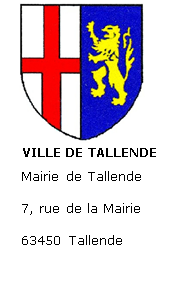 VILLE DE TALLENDE
Mairie de Tallende
7, rue de la Mairie
63450 Tallende